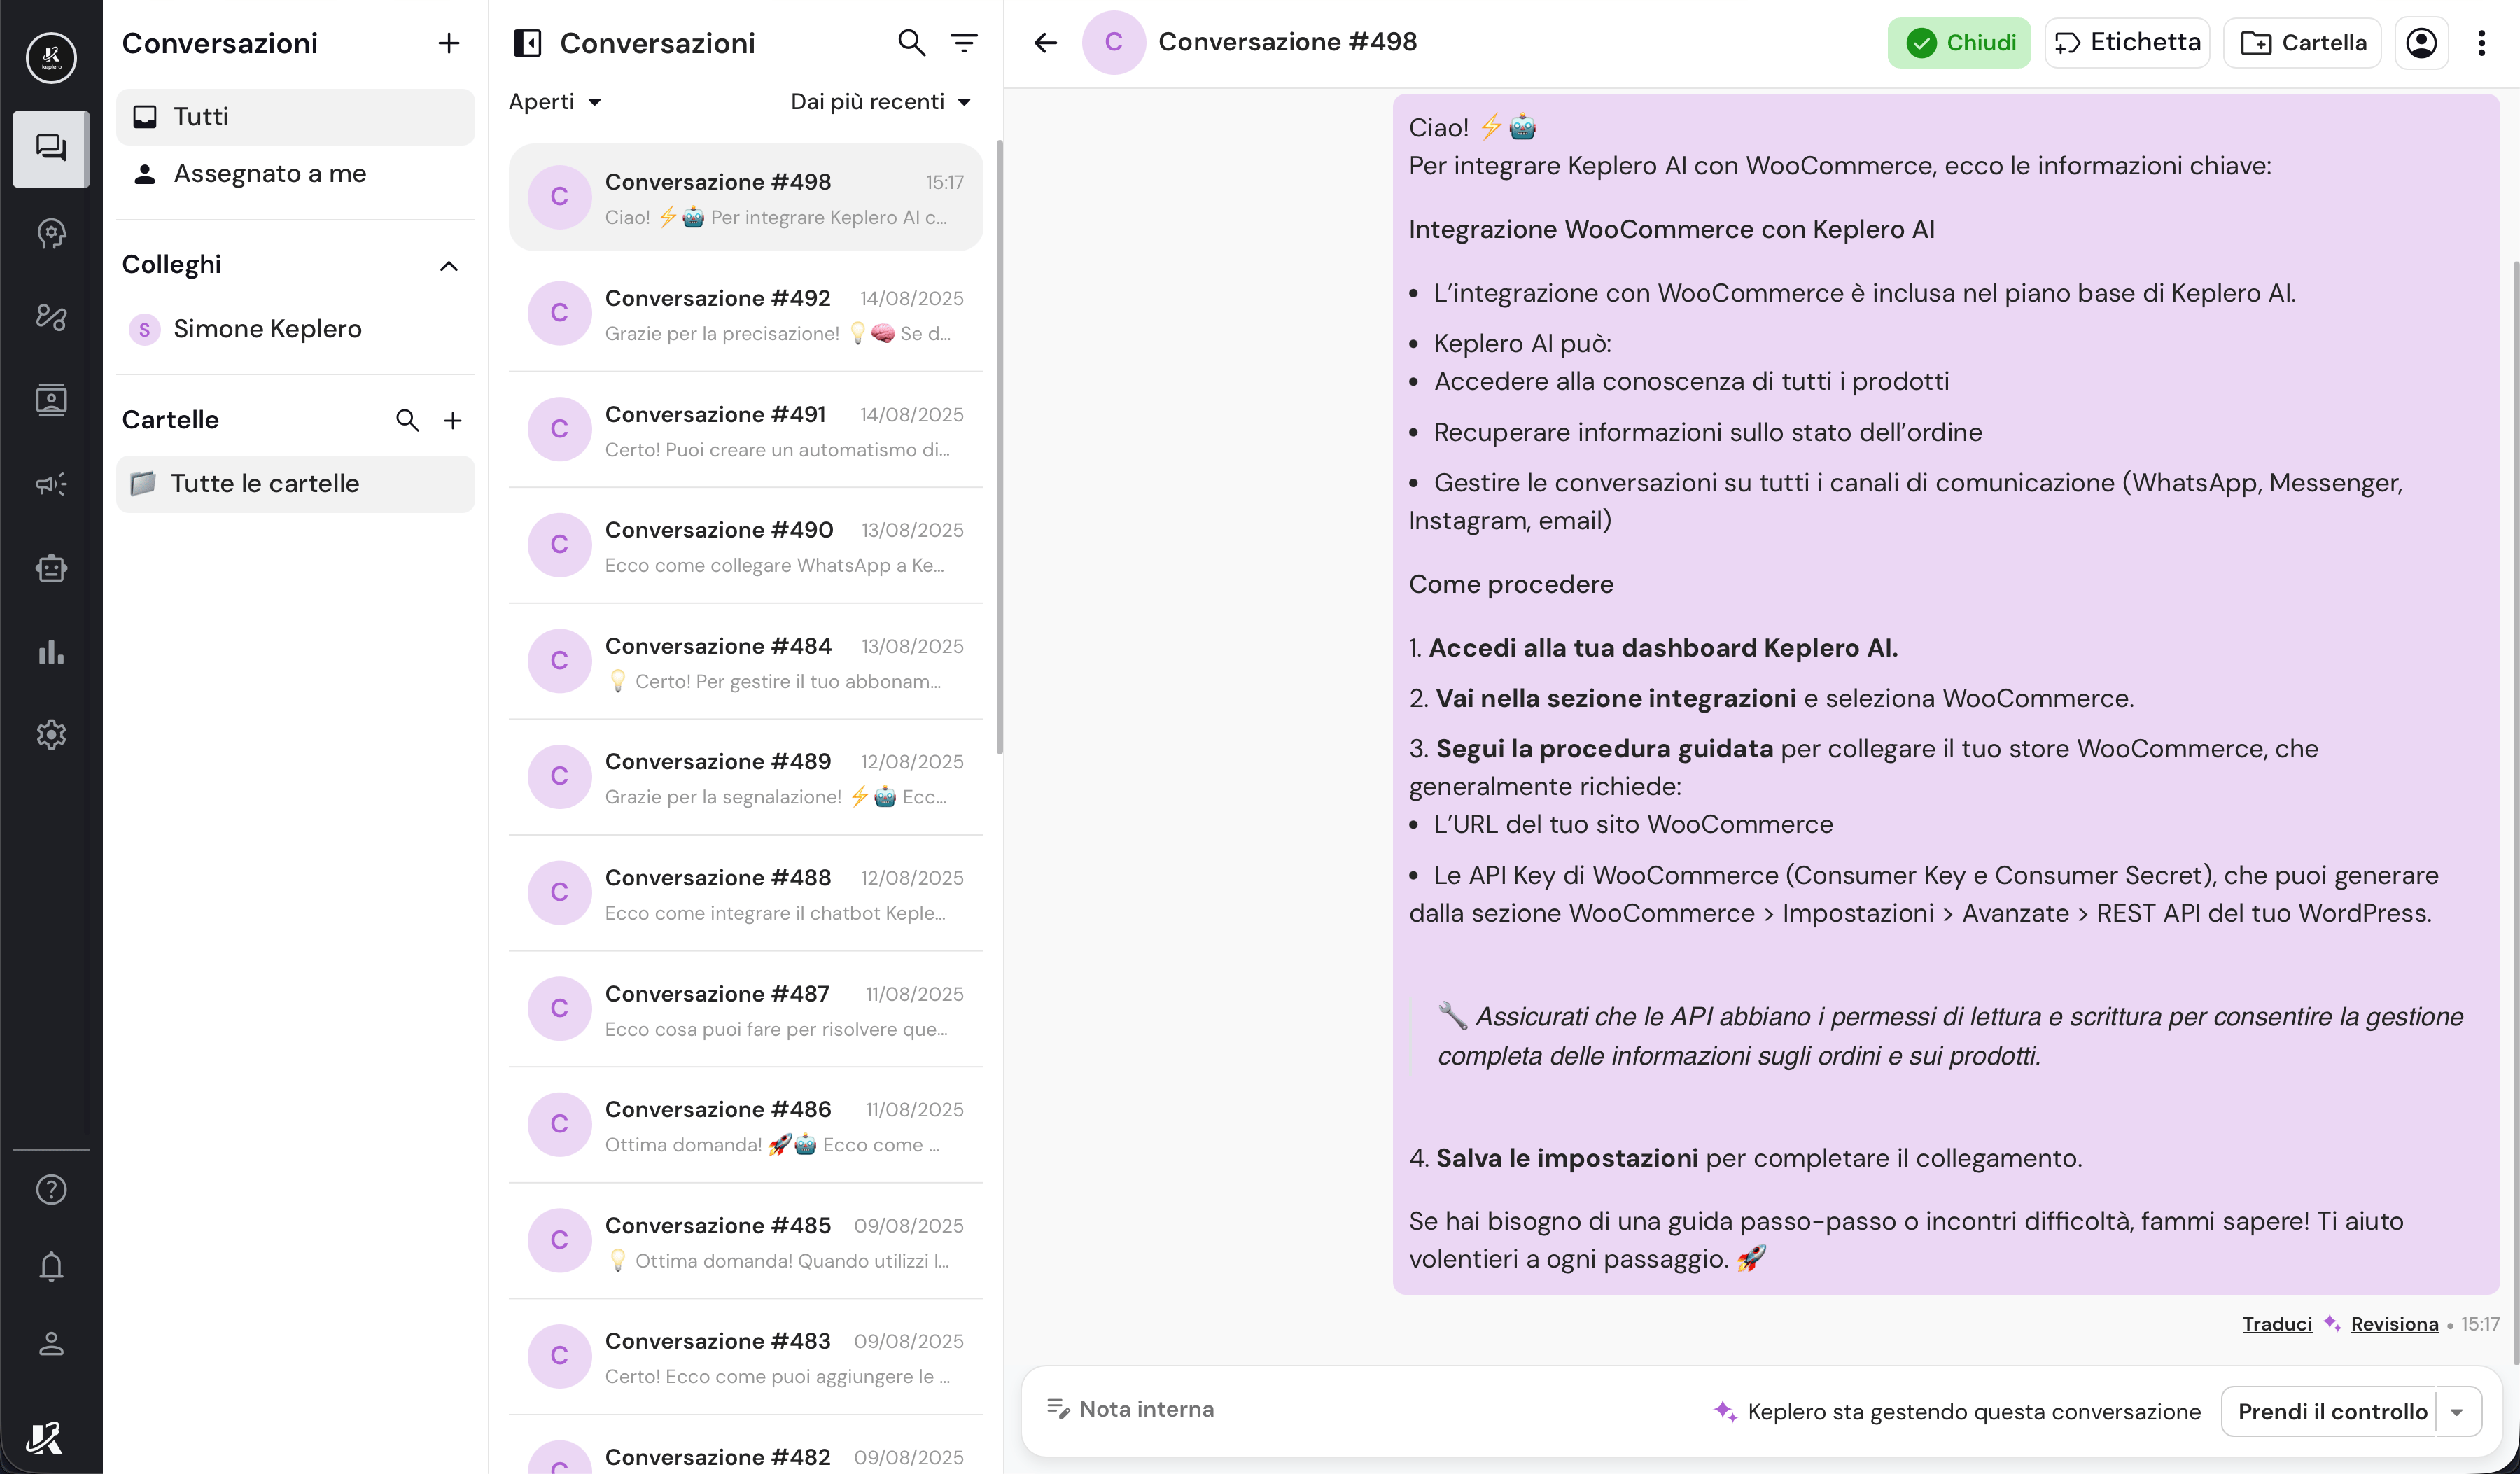 keplero
Conversazioni
Tutti
Assegnato a me
Colleghi
S
Simone Keplero
Cartelle
Tutte le cartelle
Conversazioni
Aperti
Dai più recenti
C
Conversazione #498
15:17
Ciao! ⚡🤖 Per integrare Keplero AI c...
C
Conversazione #492
14/08/2025
Grazie per la precisazione! 💡🧠 Se d...
C
Conversazione #491
14/08/2025
Certo! Puoi creare un automatismo di...
C
Conversazione #490
13/08/2025
Ecco come collegare WhatsApp a Ke...
C
Conversazione #484
13/08/2025
💡 Certo! Per gestire il tuo abbonam...
C
Conversazione #489
12/08/2025
Grazie per la segnalazione! ⚡🤖 Ecc...
C
Conversazione #488
12/08/2025
Ecco come integrare il chatbot Keple...
C
Conversazione #487
11/08/2025
Ecco cosa puoi fare per risolvere que...
C
Conversazione #486
11/08/2025
Ottima domanda! 🚀🤖 Ecco come ...
C
Conversazione #485
09/08/2025
💡 Ottima domanda! Quando utilizzi l...
C
Conversazione #483
09/08/2025
Certo! Ecco come puoi aggiungere le ...
C
Conversazione #482
09/08/2025
C
Conversazione #498
Chiudi
Etichetta
Cartella
Ciao! ⚡🤖
Per integrare Keplero AI con WooCommerce, ecco le informazioni chiave:
Integrazione WooCommerce con Keplero AI
• L’integrazione con WooCommerce è inclusa nel piano base di Keplero AI.
• Keplero AI può:
• Accedere alla conoscenza di tutti i prodotti
• Recuperare informazioni sullo stato dell’ordine
• Gestire le conversazioni su tutti i canali di comunicazione (WhatsApp, Messenger,
Instagram, email)
Come procedere
1. Accedi alla tua dashboard Keplero AI.
2. Vai nella sezione integrazioni e seleziona WooCommerce.
3. Segui la procedura guidata per collegare il tuo store WooCommerce, che
generalmente richiede:
• L’URL del tuo sito WooCommerce
• Le API Key di WooCommerce (Consumer Key e Consumer Secret), che puoi generare
dalla sezione WooCommerce > Impostazioni > Avanzate > REST API del tuo WordPress.
🔧 Assicurati che le API abbiano i permessi di lettura e scrittura per consentire la gestione
completa delle informazioni sugli ordini e sui prodotti.
4. Salva le impostazioni per completare il collegamento.
Se hai bisogno di una guida passo-passo o incontri difficoltà, fammi sapere! Ti aiuto
volentieri a ogni passaggio. 🚀
Traduci Revisiona • 15:17
Nota interna
Keplero sta gestendo questa conversazione
Prendi il controllo